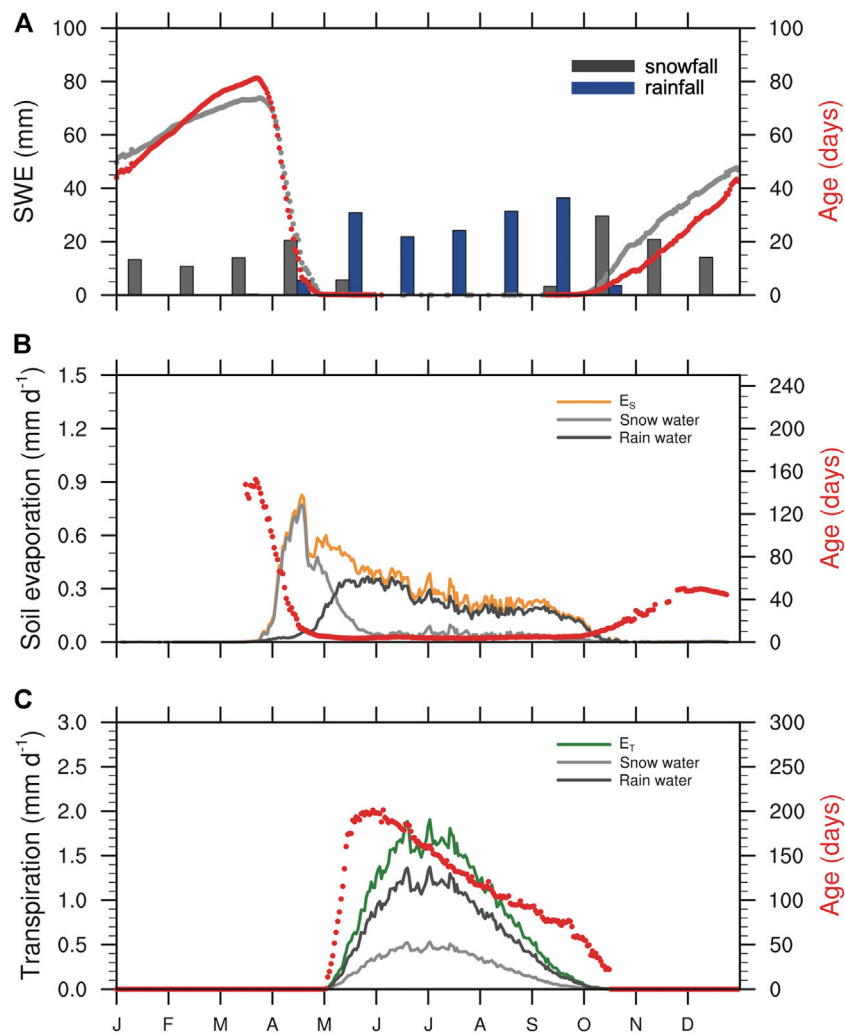 A
100
80
60
40
20
0
SWE (mm)
snowfall
rainfall
100
80
60
40
20
0
Age (days)
B
1.5
1.2
0.9
0.6
0.3
0.0
Soil evaporation (mm d⁻¹)
E_S
Snow water
Rain water
240
200
160
120
80
40
0
Age (days)
C
3.0
2.5
2.0
1.5
1.0
0.5
0.0
Transpiration (mm d⁻¹)
E_T
Snow water
Rain water
300
250
200
150
100
50
0
Age (days)
J F M A M J J A S O N D